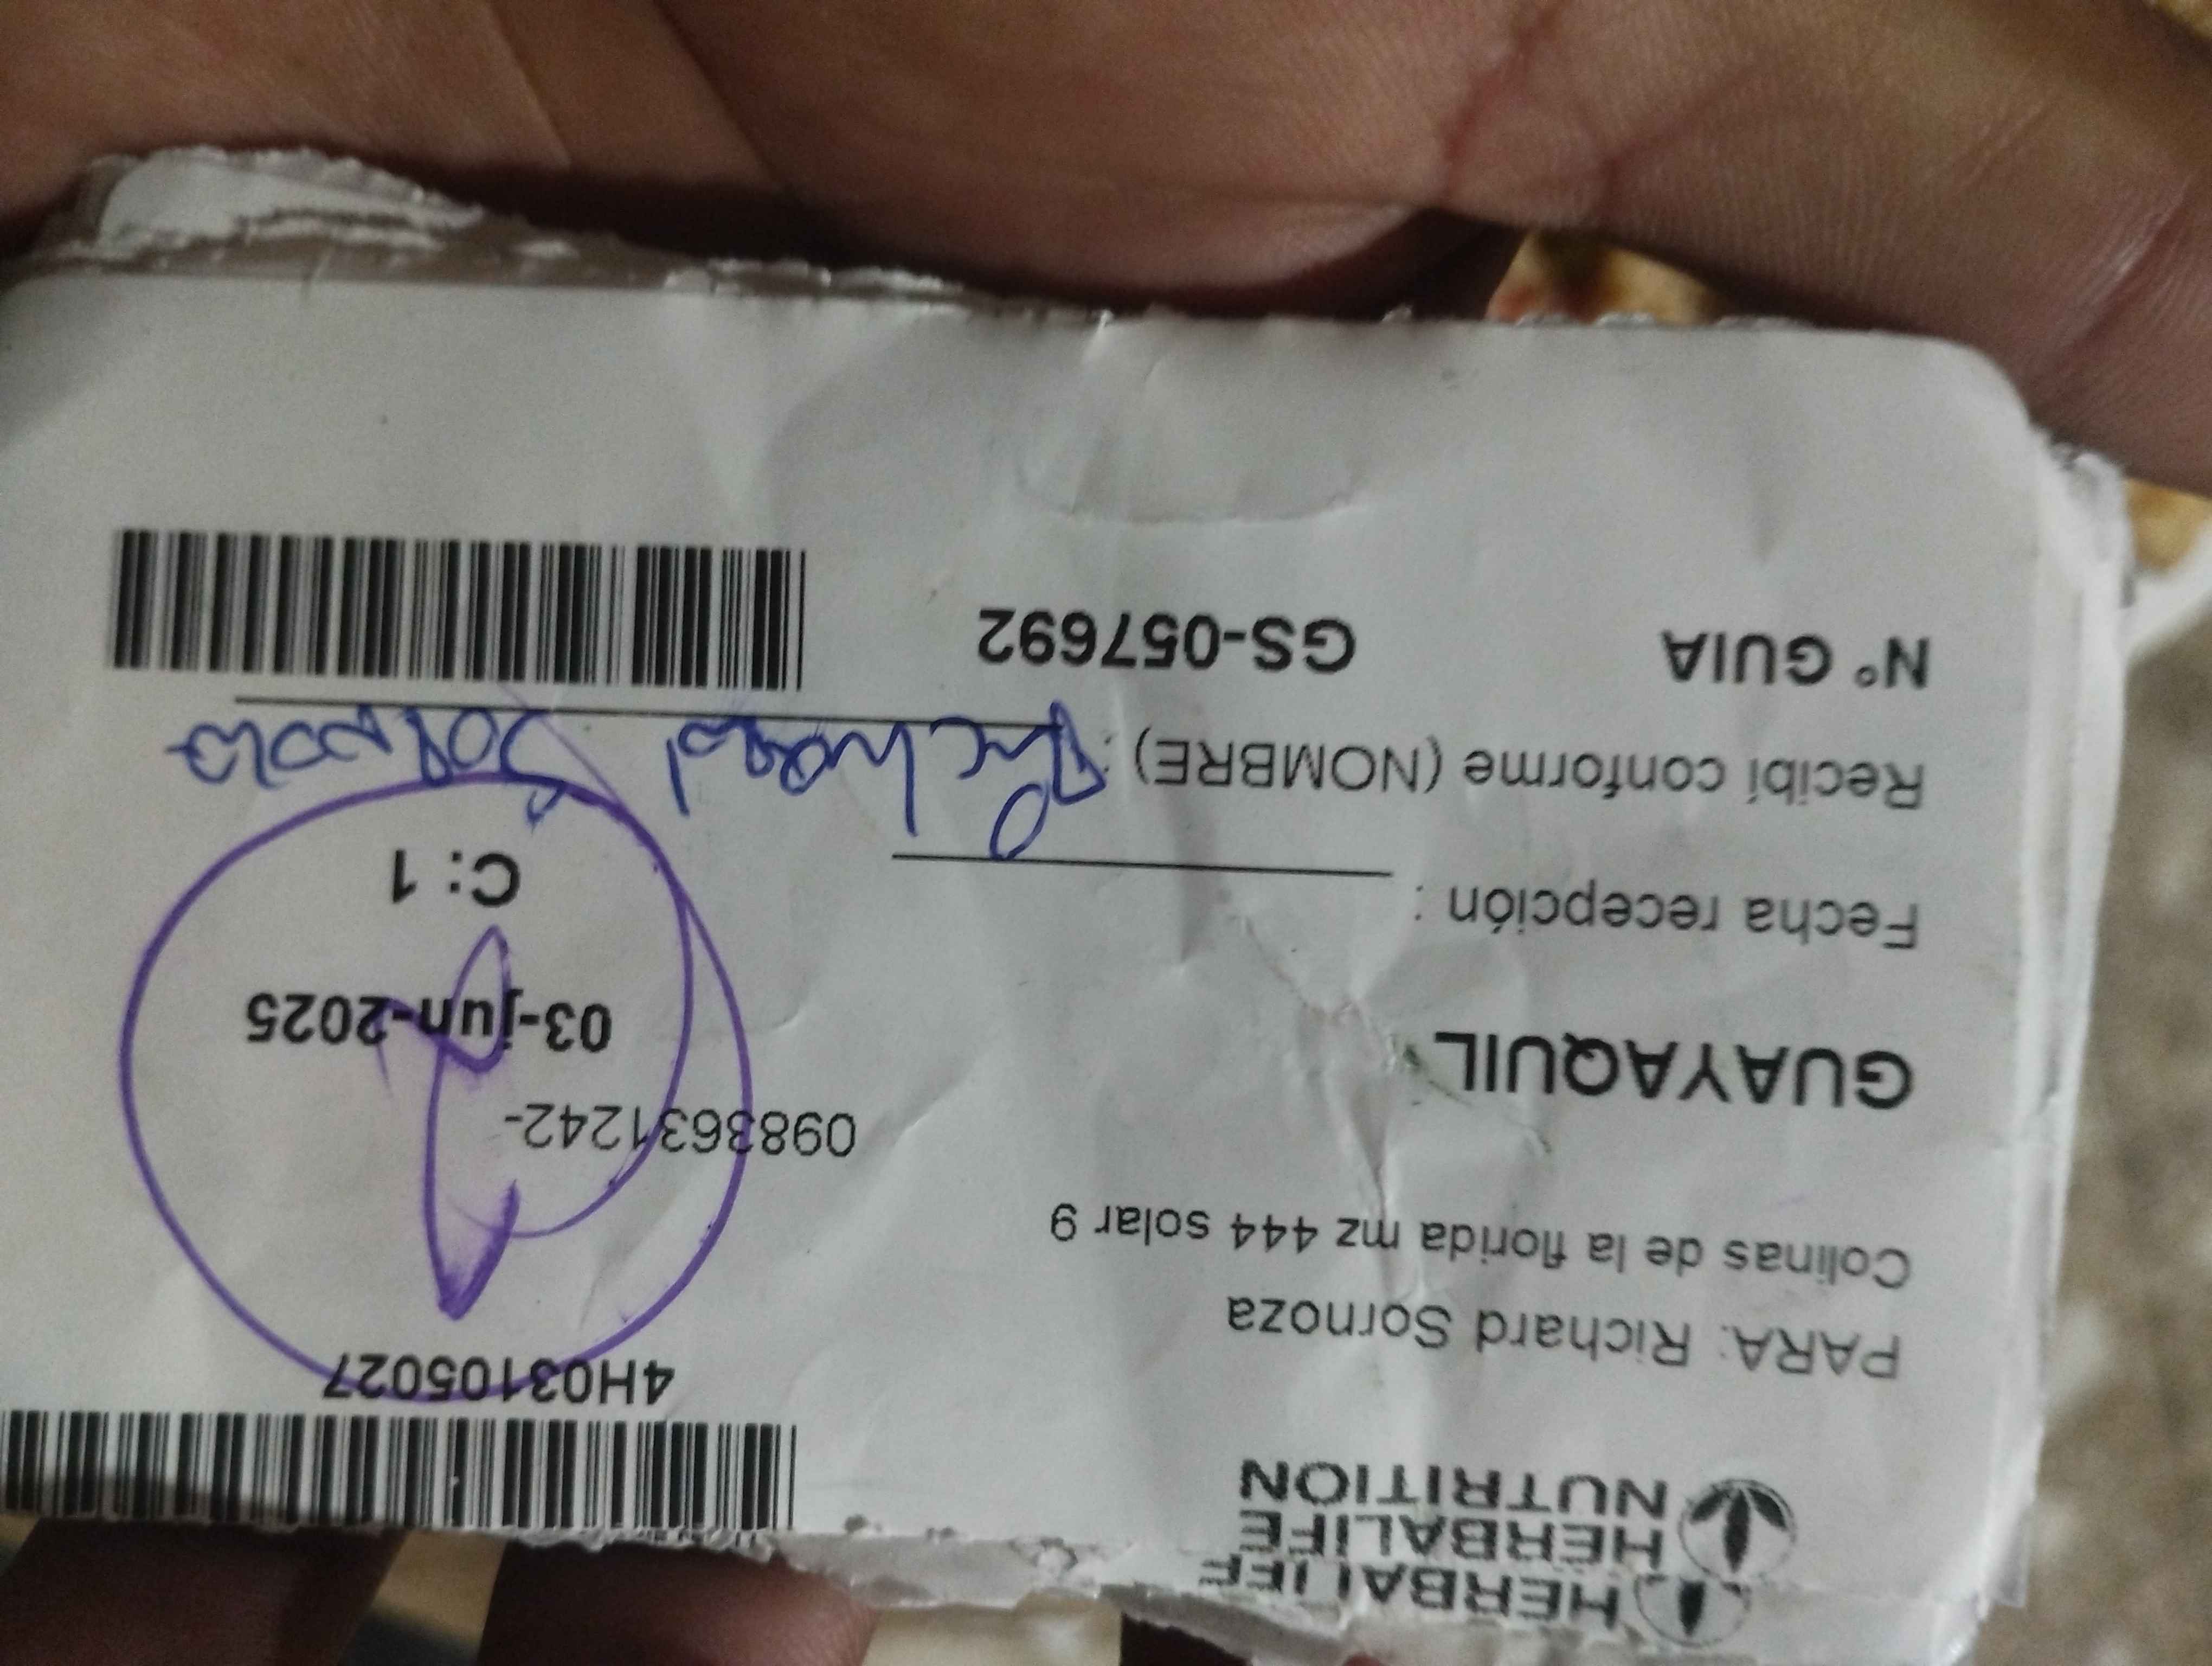 HERBALIFE
HERBALIFE
NUTRITION
4H03105027
PARA: Richard Sornoza
Colinas de la florida mz 444 solar 9
0983631242-
GUAYAQUIL
03-jun-2025
Fecha recepción :
C: 1
Recibí conforme (NOMBRE) : Richard Sornoza
N° GUIA GS-057692